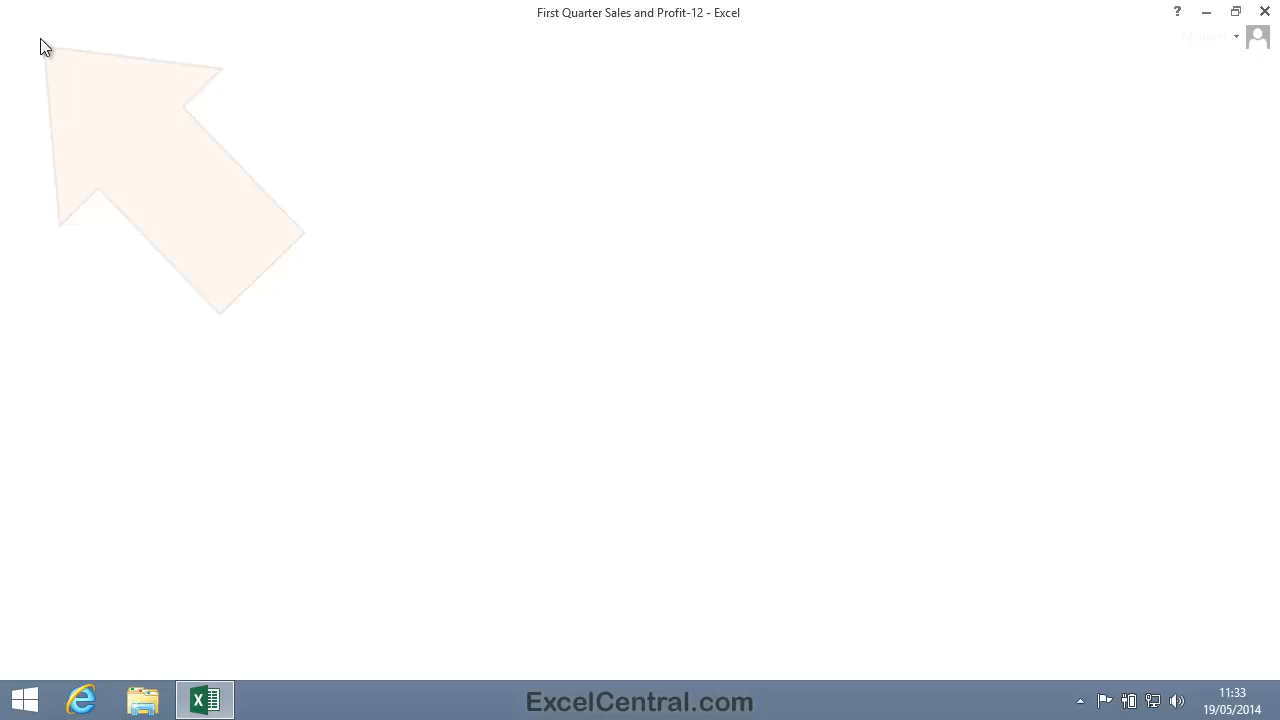 First Quarter Sales and Profit-12 - Excel
?
ExcelCentral.com
11:33
19/05/2014